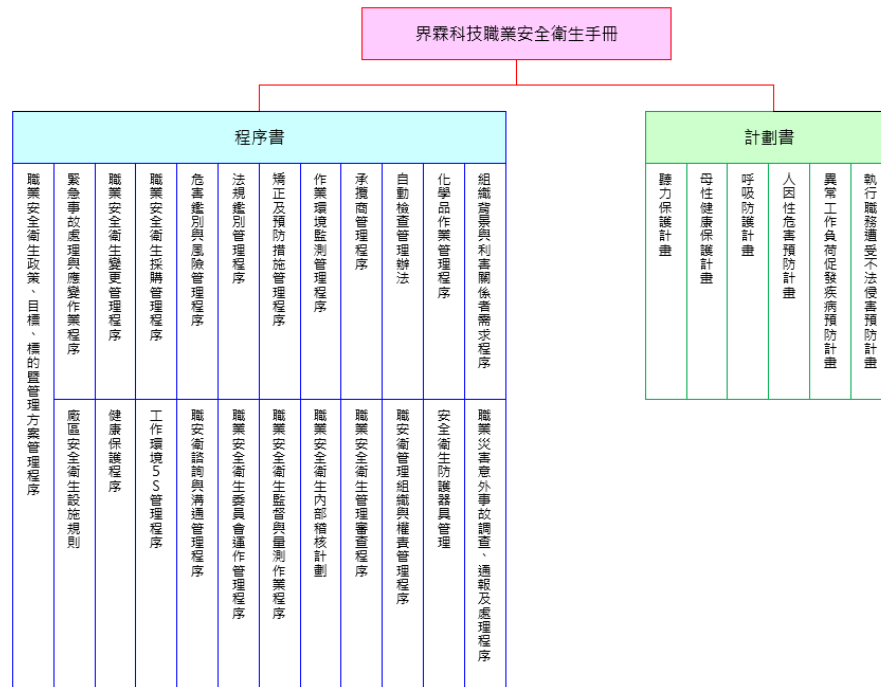 界霖科技職業安全衛生手冊
程序書
職業安全衛生政策、目標、標的暨管理方案管理程序
緊急事故處理與應變作業程序
職業安全衛生變更管理程序
職業安全衛生採購管理程序
危害鑑別與風險管理程序
法規鑑別管理程序
矯正及預防措施管理程序
作業環境監測管理程序
承攬商管理程序
自動檢查管理辦法
化學品作業管理程序
組織背景與利害關係者需求程序
廠區安全衛生設施規則
健康保護程序
工作環境5S管理程序
職安衛諮詢與溝通管理程序
職業安全衛生委員會運作管理程序
職業安全衛生監督與量測作業程序
職業安全衛生內部稽核計劃
職業安全衛生管理審查程序
職安衛管理組織與權責管理程序
安全衛生防護器具管理
職業災害意外事故調查、通報及處理程序
計劃書
聽力保護計畫
母性健康保護計畫
呼吸防護計畫
人因性危害預防計畫
異常工作負荷促發疾病預防計畫
執行職務遭受不法侵害預防計畫